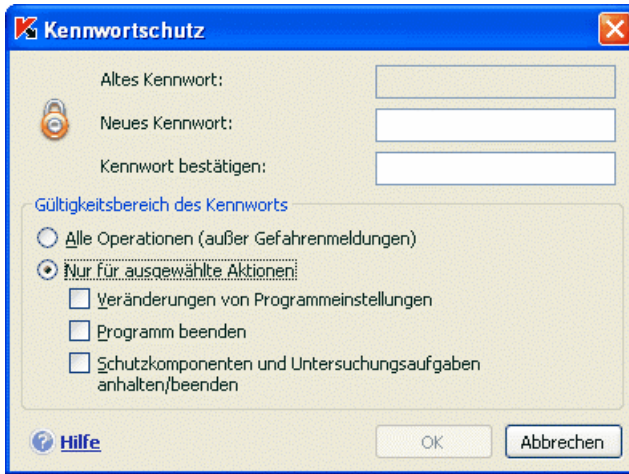 Kennwortschutz
Altes Kennwort:
Neues Kennwort:
Kennwort bestätigen:
Gültigkeitsbereich des Kennworts
Alle Operationen (außer Gefahrenmeldungen)
Nur für ausgewählte Aktionen
Veränderungen von Programmeinstellungen
Programm beenden
Schutzkomponenten und Untersuchungsaufgaben
anhalten/beenden
Hilfe OK Abbrechen